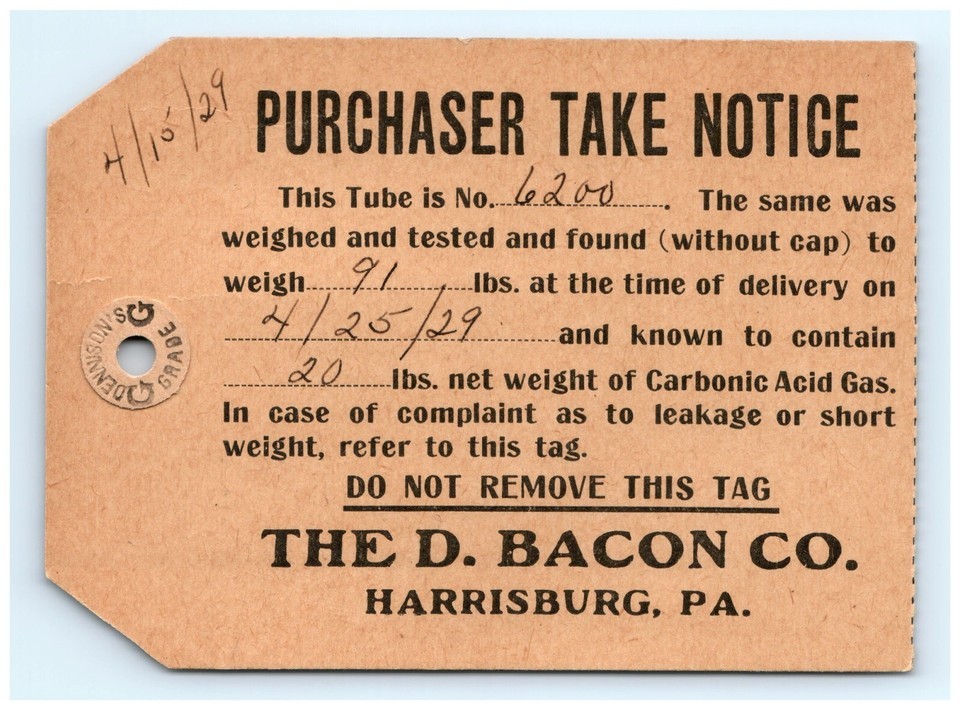 4/15/29
PURCHASER TAKE NOTICE
This Tube is No. 6200. The same was
weighed and tested and found (without cap) to
weigh 91 lbs. at the time of delivery on
4/25/29 and known to contain
20 lbs. net weight of Carbonic Acid Gas.
In case of complaint as to leakage or short
weight, refer to this tag.
DO NOT REMOVE THIS TAG
THE D. BACON CO.
HARRISBURG, PA.
DENNISON'S
G GRADE G